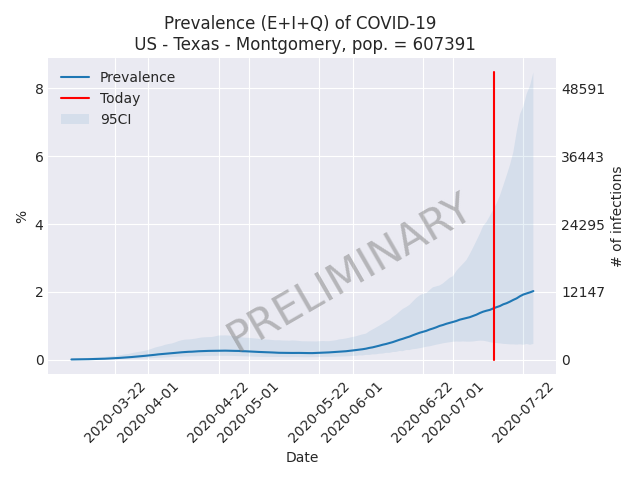 Prevalence (E+I+Q) of COVID-19
US - Texas - Montgomery, pop. = 607391
Prevalence
Today
95CI
8
6
4
2
0
%
48591
36443
24295
12147
0
# of infections
PRELIMINARY
2020-03-22
2020-04-01
2020-04-22
2020-05-01
2020-05-22
2020-06-01
2020-06-22
2020-07-01
2020-07-22
Date